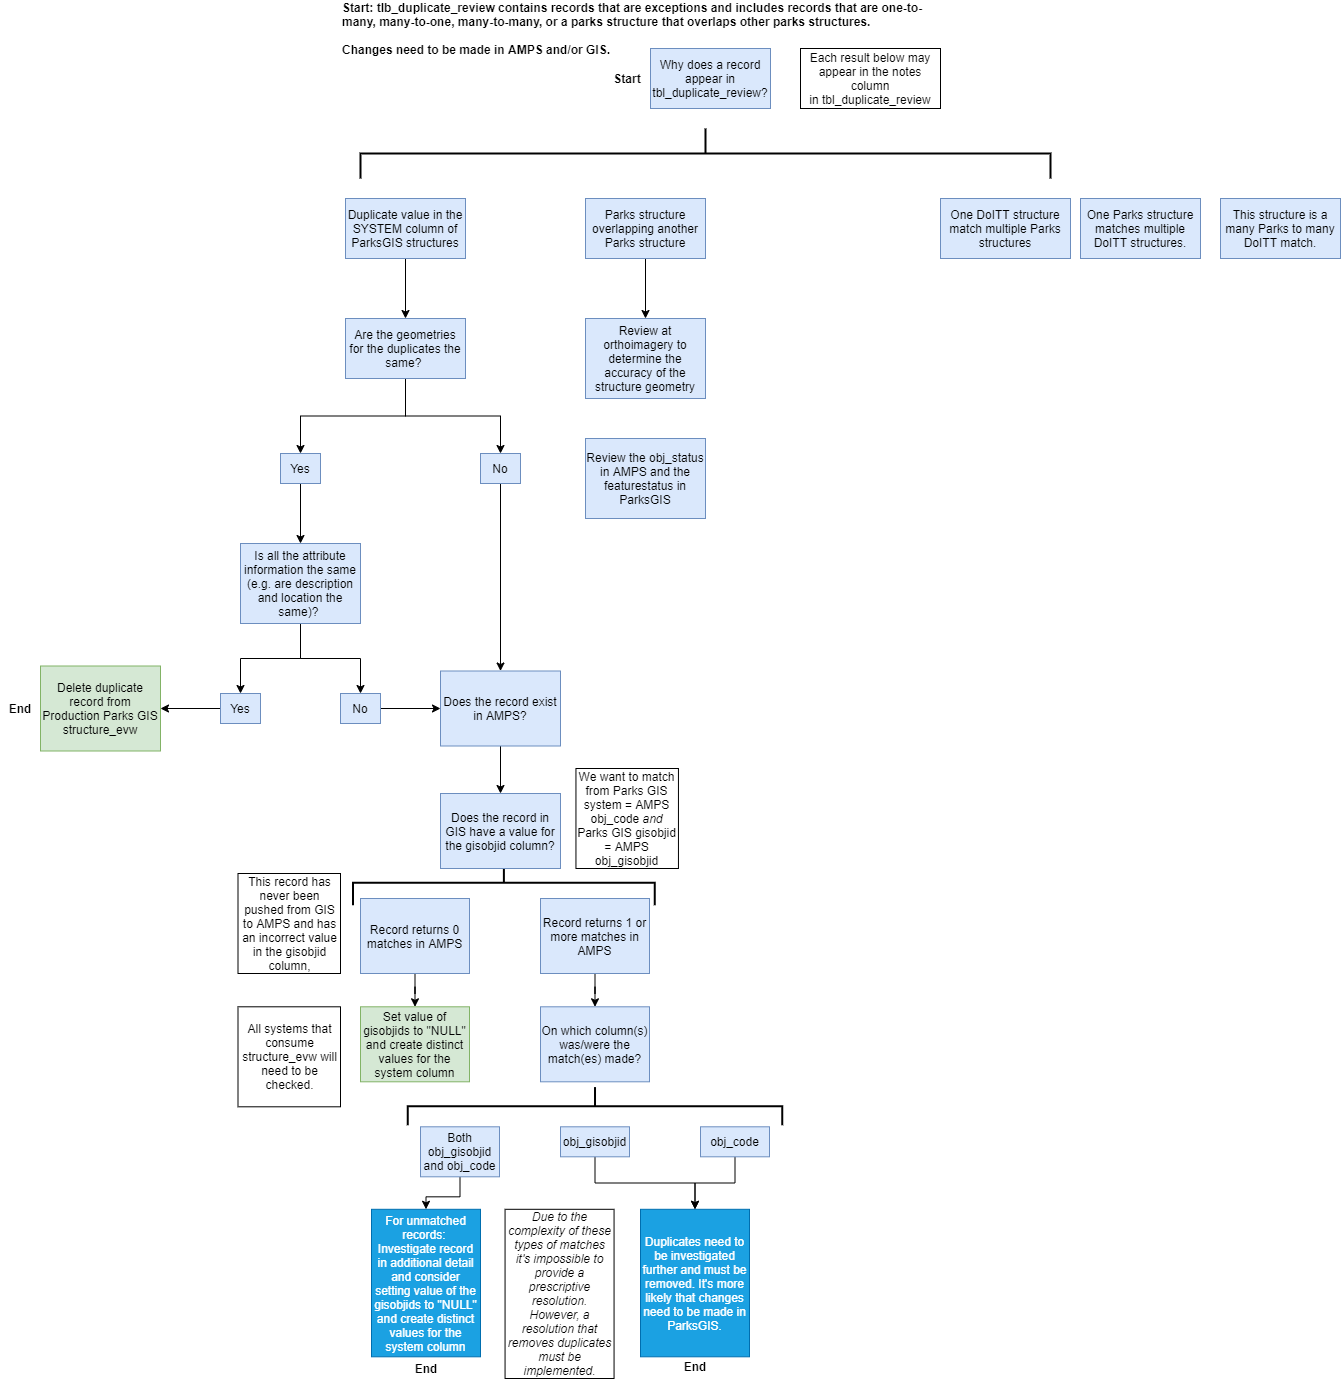 Start: tlb_duplicate_review contains records that are exceptions and includes records that are one-to-
many, many-to-one, many-to-many, or a parks structure that overlaps other parks structures.
Changes need to be made in AMPS and/or GIS.
Start
Why does a record
appear in
tbl_duplicate_review?
Each result below may
appear in the notes
column
in tbl_duplicate_review
Duplicate value in the
SYSTEM column of
ParksGIS structures
Parks structure
overlapping another
Parks structure
One DoITT structure
match multiple Parks
structures
One Parks structure
matches multiple
DoITT structures.
This structure is a
many Parks to many
DoITT match.
Are the geometries
for the duplicates the
same?
Review at
orthoimagery to
determine the
accuracy of the
structure geometry
Yes
No
Review the obj_status
in AMPS and the
featurestatus in
ParksGIS
Is all the attribute
information the same
(e.g. are description
and location the
same)?
End
Delete duplicate
record from
Production Parks GIS
structure_evw
Yes
No
Does the record exist
in AMPS?
We want to match
from Parks GIS
system = AMPS
obj_code and
Parks GIS gisobjid
= AMPS
obj_gisobjid
Does the record in
GIS have a value for
the gisobjid column?
This record has
never been
pushed from GIS
to AMPS and has
an incorrect value
in the gisobjid
column,
Record returns 0
matches in AMPS
Record returns 1 or
more matches in
AMPS
All systems that
consume
structure_evw will
need to be
checked.
Set value of
gisobjids to "NULL"
and create distinct
values for the
system column
On which column(s)
was/were the
match(es) made?
Both
obj_gisobjid
and obj_code
obj_gisobjid
obj_code
For unmatched
records:
Investigate record
in additional detail
and consider
setting value of the
gisobjids to "NULL"
and create distinct
values for the
system column
End
Due to the
complexity of these
types of matches
it's impossible to
provide a
prescriptive
resolution.
However, a
resolution that
removes duplicates
must be
implemented.
Duplicates need to
be investigated
further and must be
removed. It's more
likely that changes
need to be made in
ParksGIS.
End